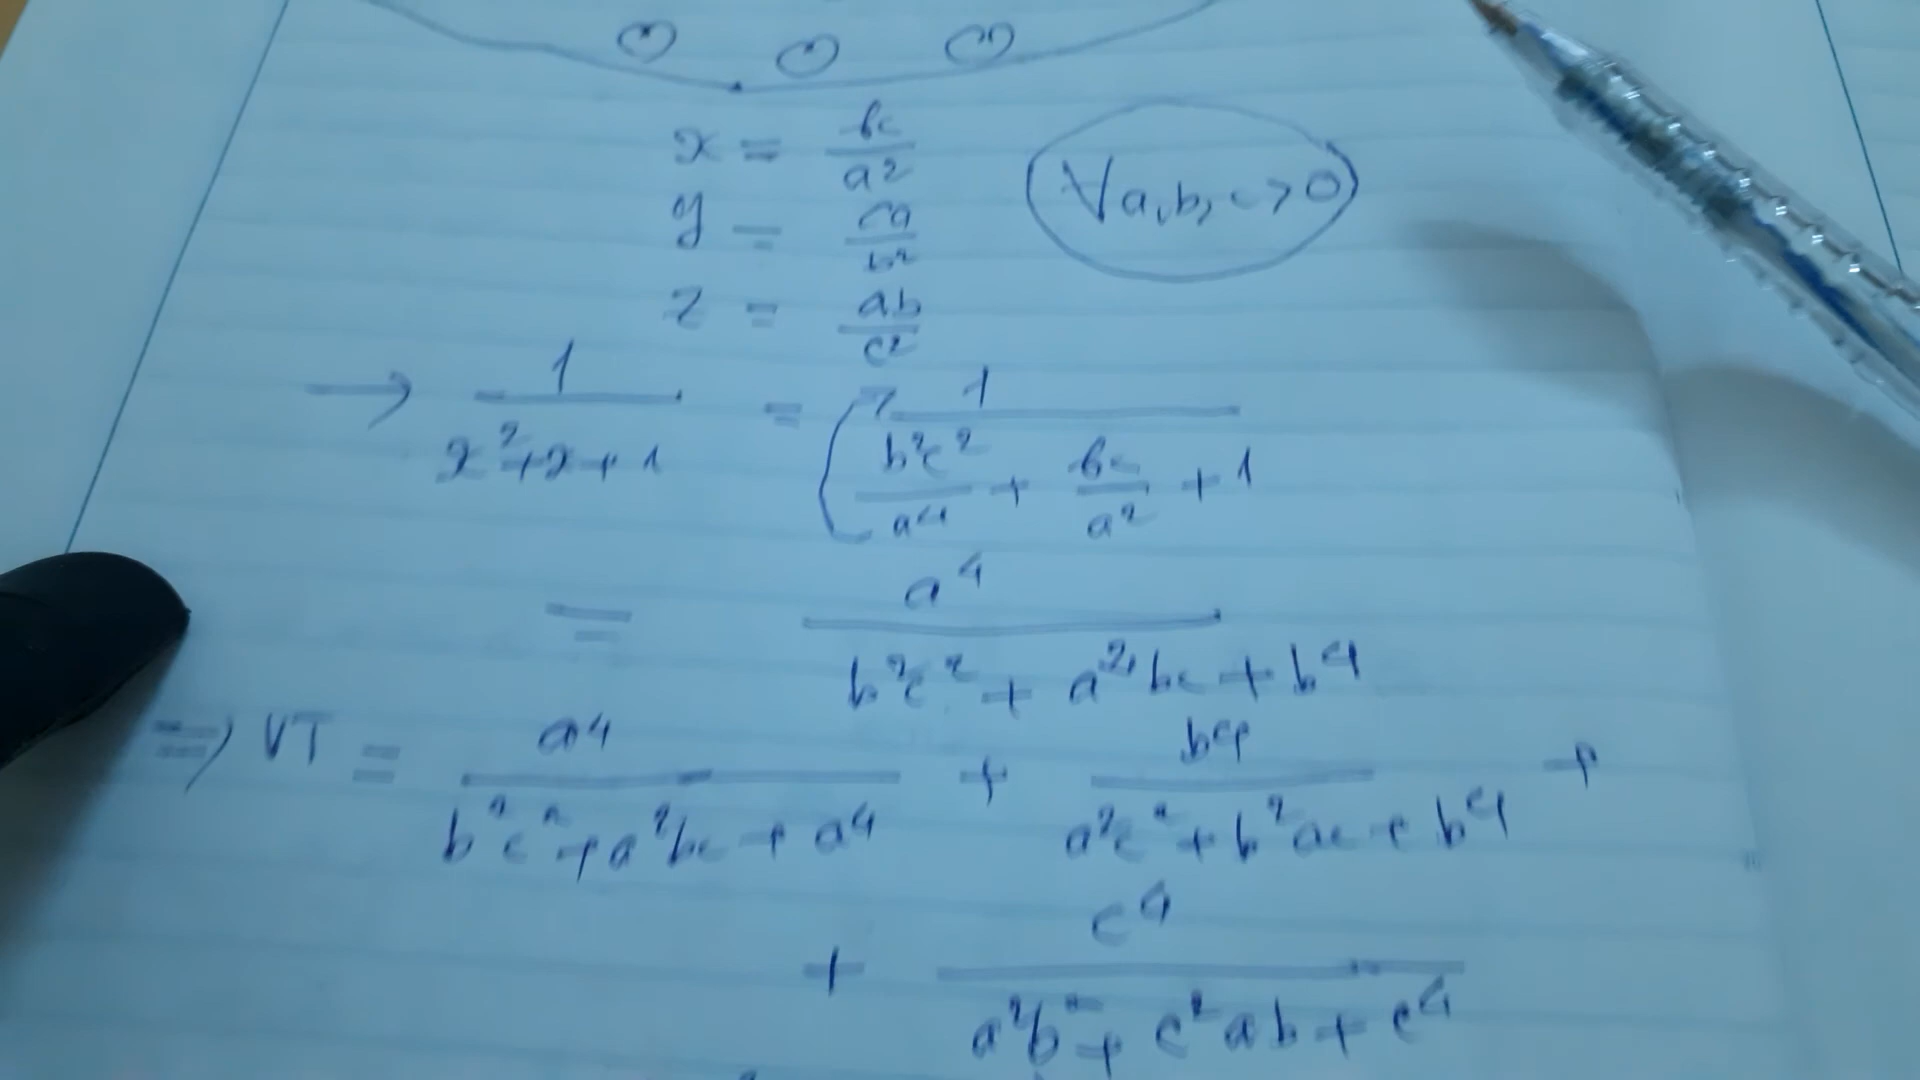 x = bc/a²
y = ca/b²
z = ab/c²
∀a,b,c>0
→ 1/(x²+x+1) = 1/(b²c²/a⁴ + bc/a² + 1)
= a⁴/(b²c² + a²bc + b⁴)
⇒ VT = a⁴/(b²c² + a²bc + a⁴) + b⁴/(a²c² + b²ac + b⁴) +
+ c⁴/(a²b² + c²ab + c⁴)